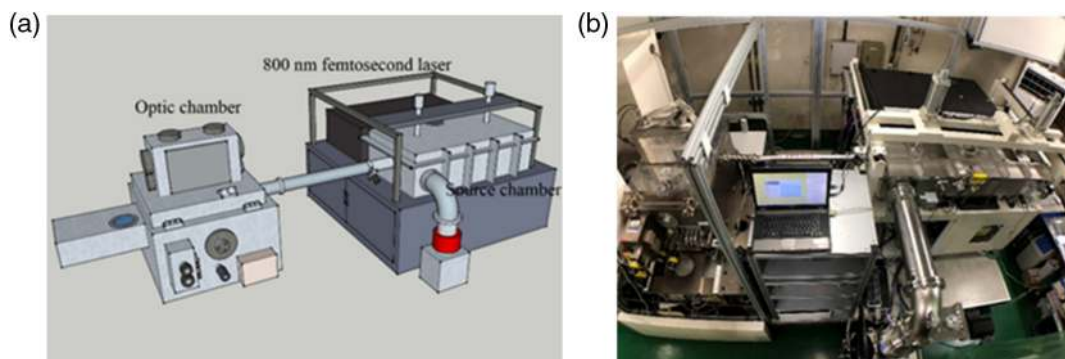 (a)
(b)
800 nm femtosecond laser
Optic chamber
Source chamber